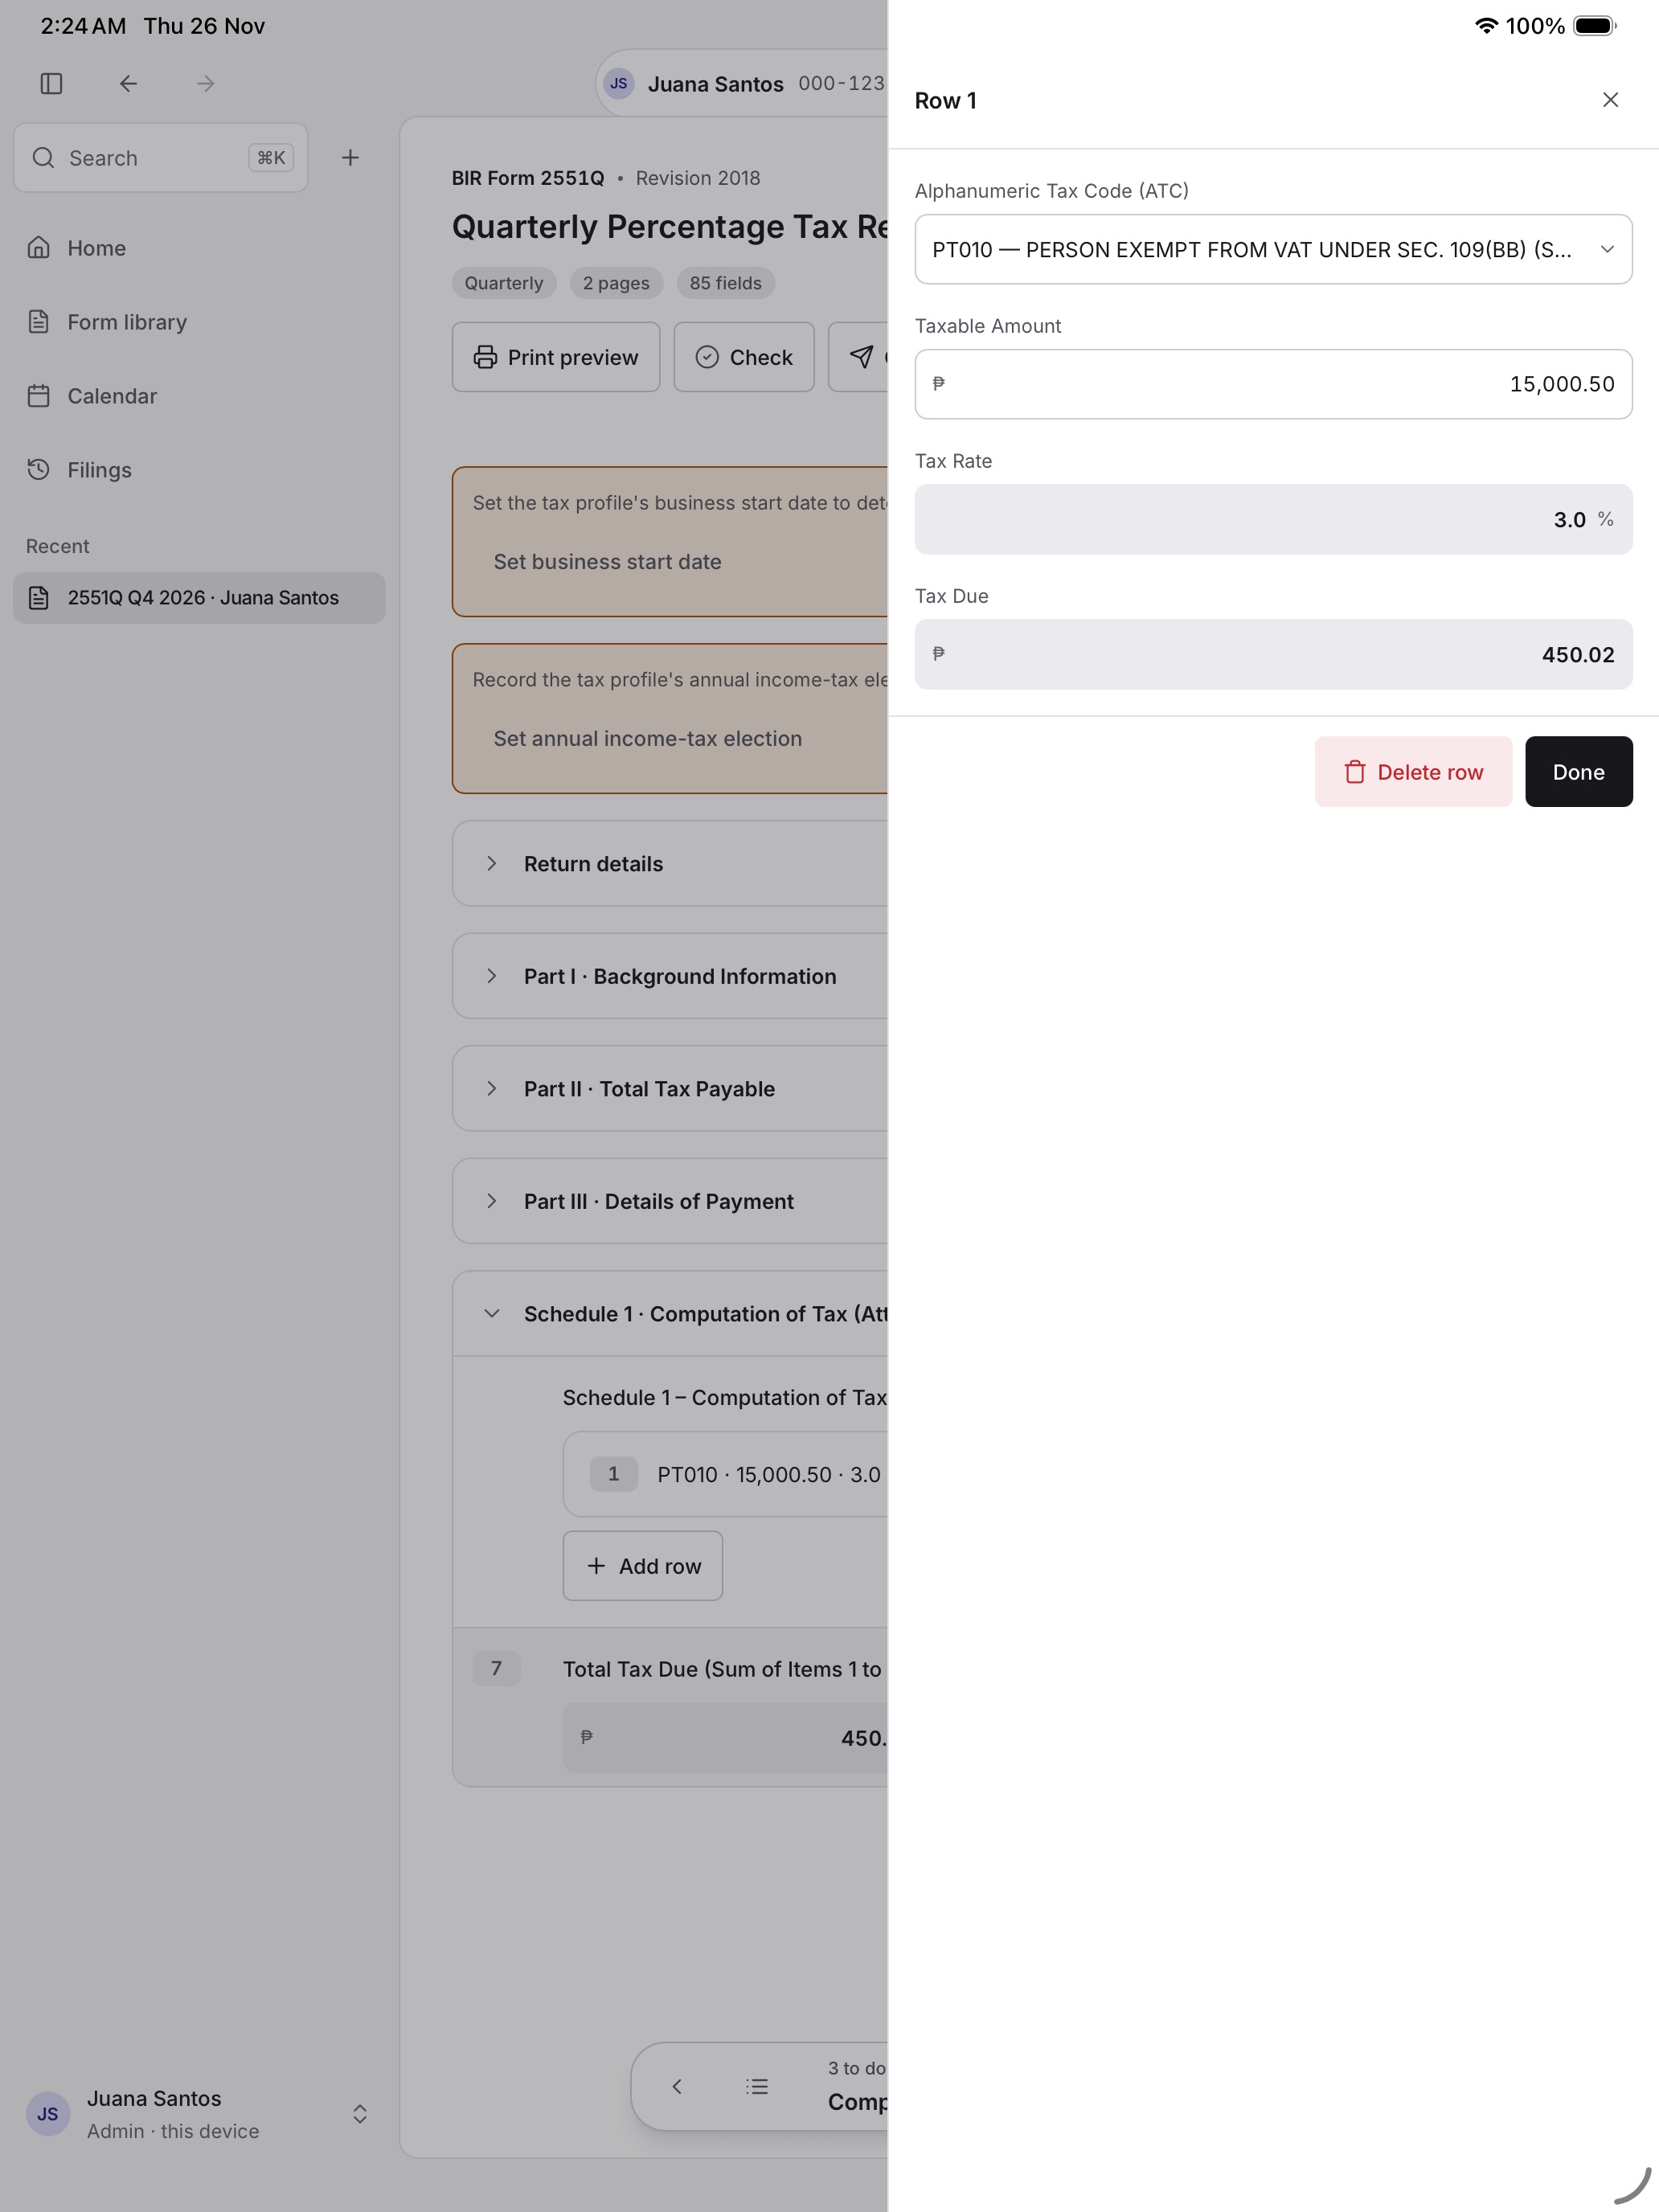 2:24 AM Thu 26 Nov
100%
JS Juana Santos 000-123
Search ⌘K
Home
Form library
Calendar
Filings
Recent
2551Q Q4 2026 · Juana Santos
BIR Form 2551Q • Revision 2018
Quarterly Percentage Tax Re
Quarterly 2 pages 85 fields
Print preview Check
Set the tax profile's business start date to dete
Set business start date
Record the tax profile's annual income-tax ele
Set annual income-tax election
Return details
Part I · Background Information
Part II · Total Tax Payable
Part III · Details of Payment
Schedule 1 · Computation of Tax (Att
Schedule 1 – Computation of Tax
1 PT010 · 15,000.50 · 3.0
Add row
7 Total Tax Due (Sum of Items 1 to
₱ 450.
3 to do
Comp
JS Juana Santos
Admin · this device
Row 1
Alphanumeric Tax Code (ATC)
PT010 — PERSON EXEMPT FROM VAT UNDER SEC. 109(BB) (S...
Taxable Amount
₱ 15,000.50
Tax Rate
3.0 %
Tax Due
₱ 450.02
Delete row Done